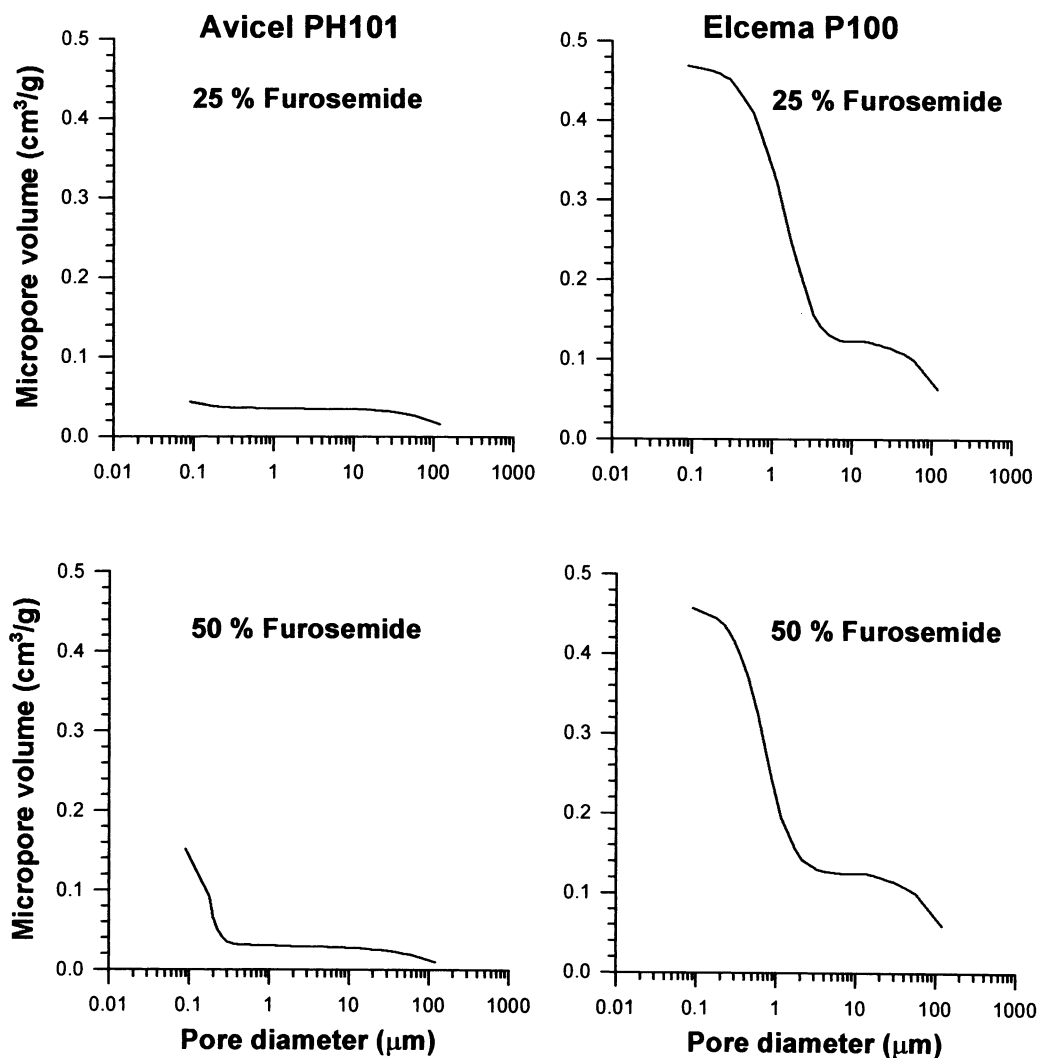 Avicel PH101
Elcema P100
Micropore volume (cm³/g)
0.5
0.4
0.3
0.2
0.1
0.0
25 % Furosemide
0.01 0.1 1 10 100 1000
0.5
0.4
0.3
0.2
0.1
0.0
25 % Furosemide
0.01 0.1 1 10 100 1000
Micropore volume (cm³/g)
0.5
0.4
0.3
0.2
0.1
0.0
50 % Furosemide
0.01 0.1 1 10 100 1000
Pore diameter (μm)
0.5
0.4
0.3
0.2
0.1
0.0
50 % Furosemide
0.01 0.1 1 10 100 1000
Pore diameter (μm)